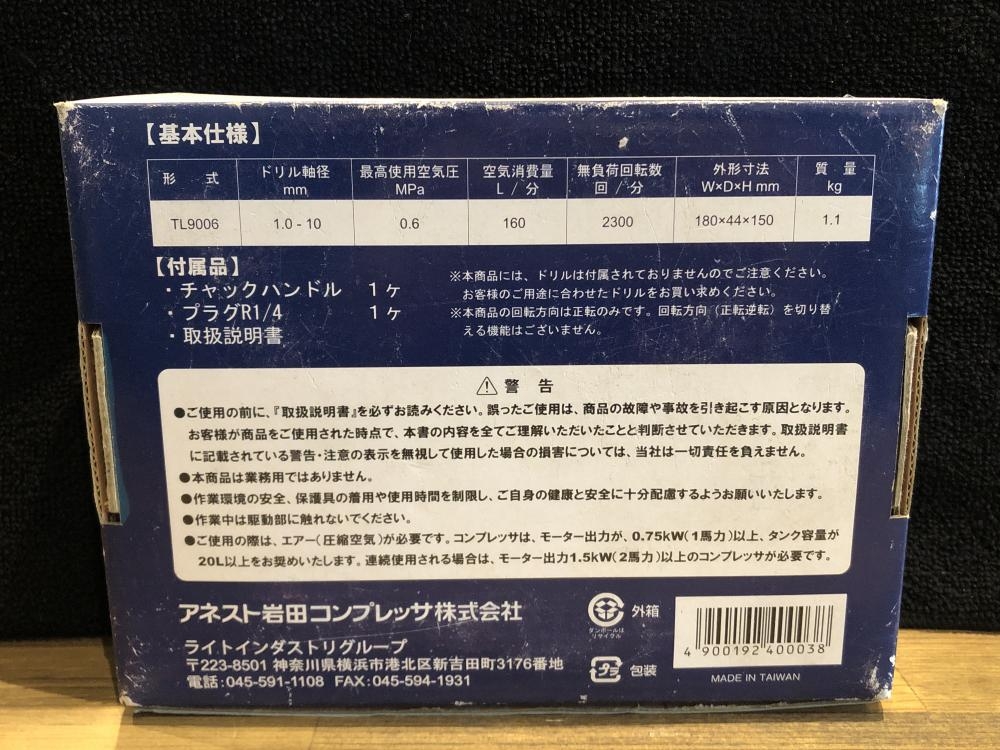 【基本仕様】
形 式 ドリル軸径 mm 最高使用空気圧 MPa 空気消費量 L / 分 無負荷回転数 回 / 分 外形寸法 W×D×H mm 質 量 kg
TL9006 1.0 - 10 0.6 160 2300 180×44×150 1.1
【付属品】
・チャックハンドル 1ヶ
・プラグR1/4 1ヶ
・取扱説明書
※本商品には、ドリルは付属されておりませんのでご注意ください。
お客様のご用途に合わせたドリルをお買い求めください。
※本商品の回転方向は正転のみです。回転方向（正転逆転）を切り替
える機能はございません。
⚠ 警 告
●ご使用の前に、『取扱説明書』を必ずお読みください。誤ったご使用は、商品の故障や事故を引き起こす原因となります。
お客様が商品をご使用された時点で、本書の内容を全てご理解いただいたことと判断させていただきます。取扱説明書
に記載されている警告・注意の表示を無視して使用した場合の損害については、当社は一切責任を負えません。
●本商品は業務用ではありません。
●作業環境の安全、保護具の着用や使用時間を制限し、ご自身の健康と安全に十分配慮するようお願いいたします。
●作業中は駆動部に触れないでください。
●ご使用の際は、エアー（圧縮空気）が必要です。コンプレッサは、モーター出力が、0.75kW（1馬力）以上、タンク容量が
20L以上をお奨めいたします。連続使用される場合は、モーター出力1.5kW（2馬力）以上のコンプレッサが必要です。
アネスト岩田コンプレッサ株式会社
ライトインダストリグループ
〒223-8501 神奈川県横浜市港北区新吉田町3176番地
電話:045-591-1108 FAX:045-594-1931
ダンボールは
リサイクル
外箱
プラ
包装
4 900192 400038
MADE IN TAIWAN